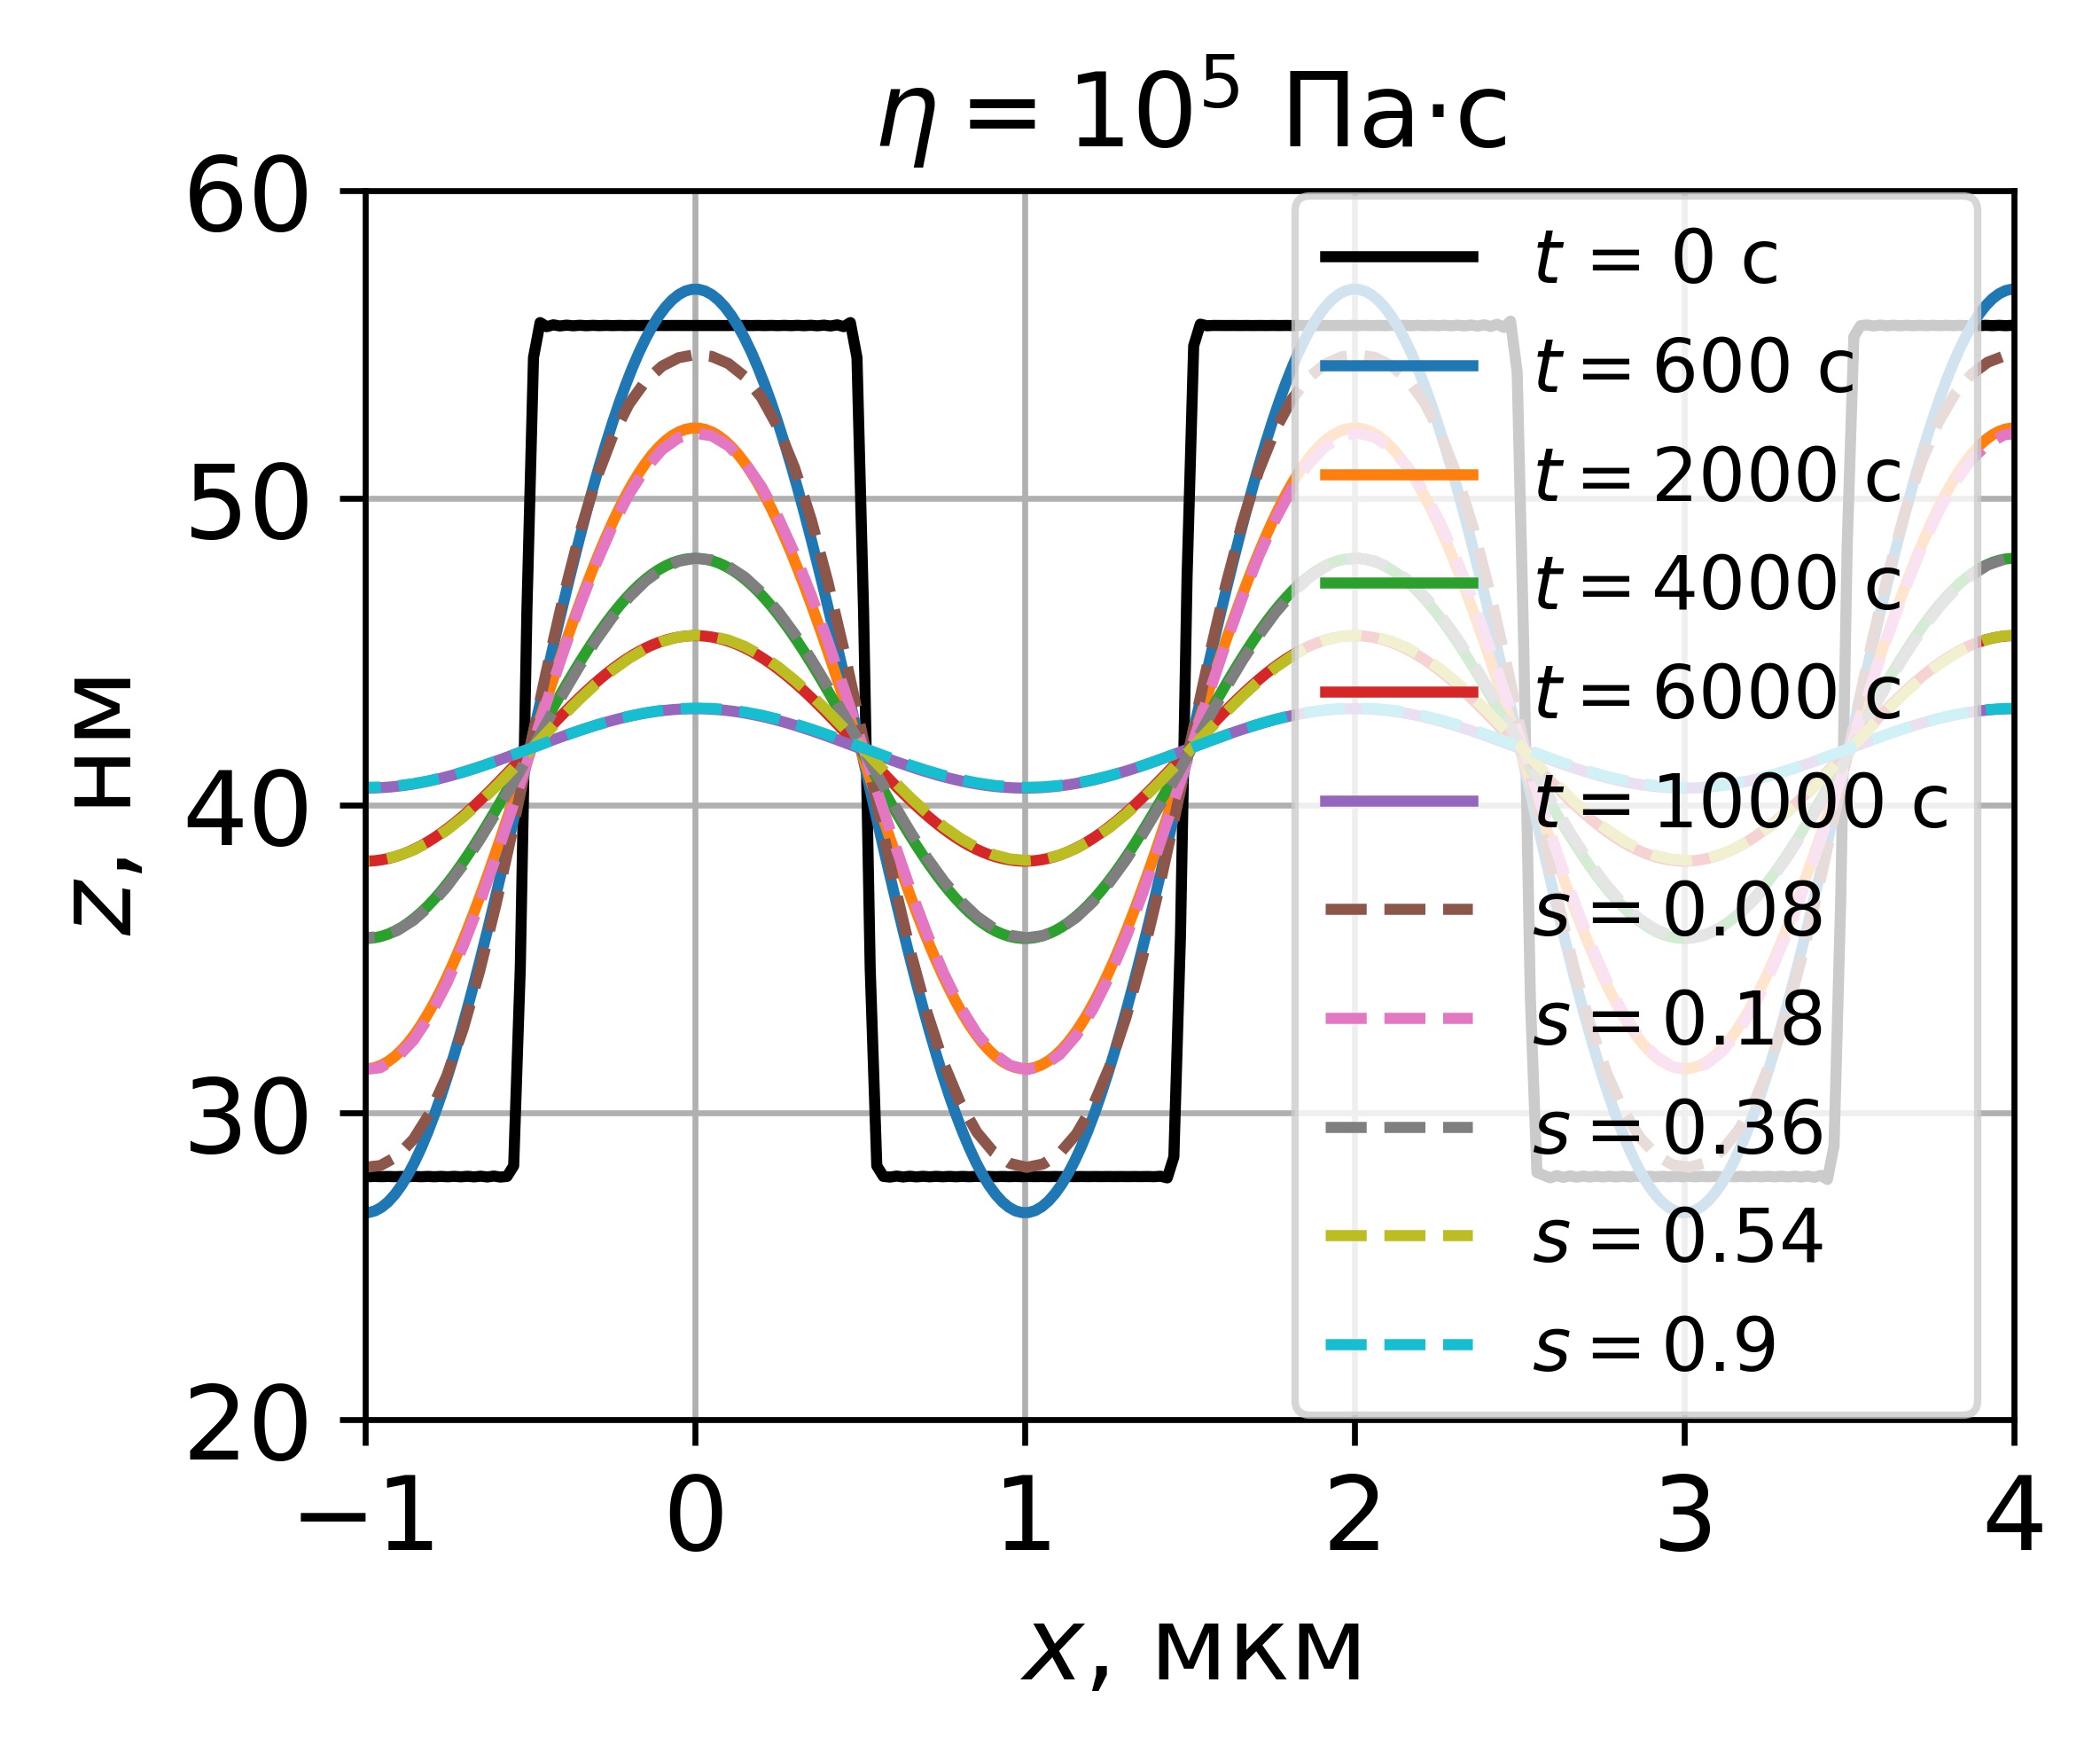 η = 10⁵ Па·с
60
50
40
30
20
z, нм
−1 0 1 2 3 4
x, мкм
t = 0 с
t = 600 с
t = 2000 с
t = 4000 с
t = 6000 с
t = 10000 с
s = 0.08
s = 0.18
s = 0.36
s = 0.54
s = 0.9